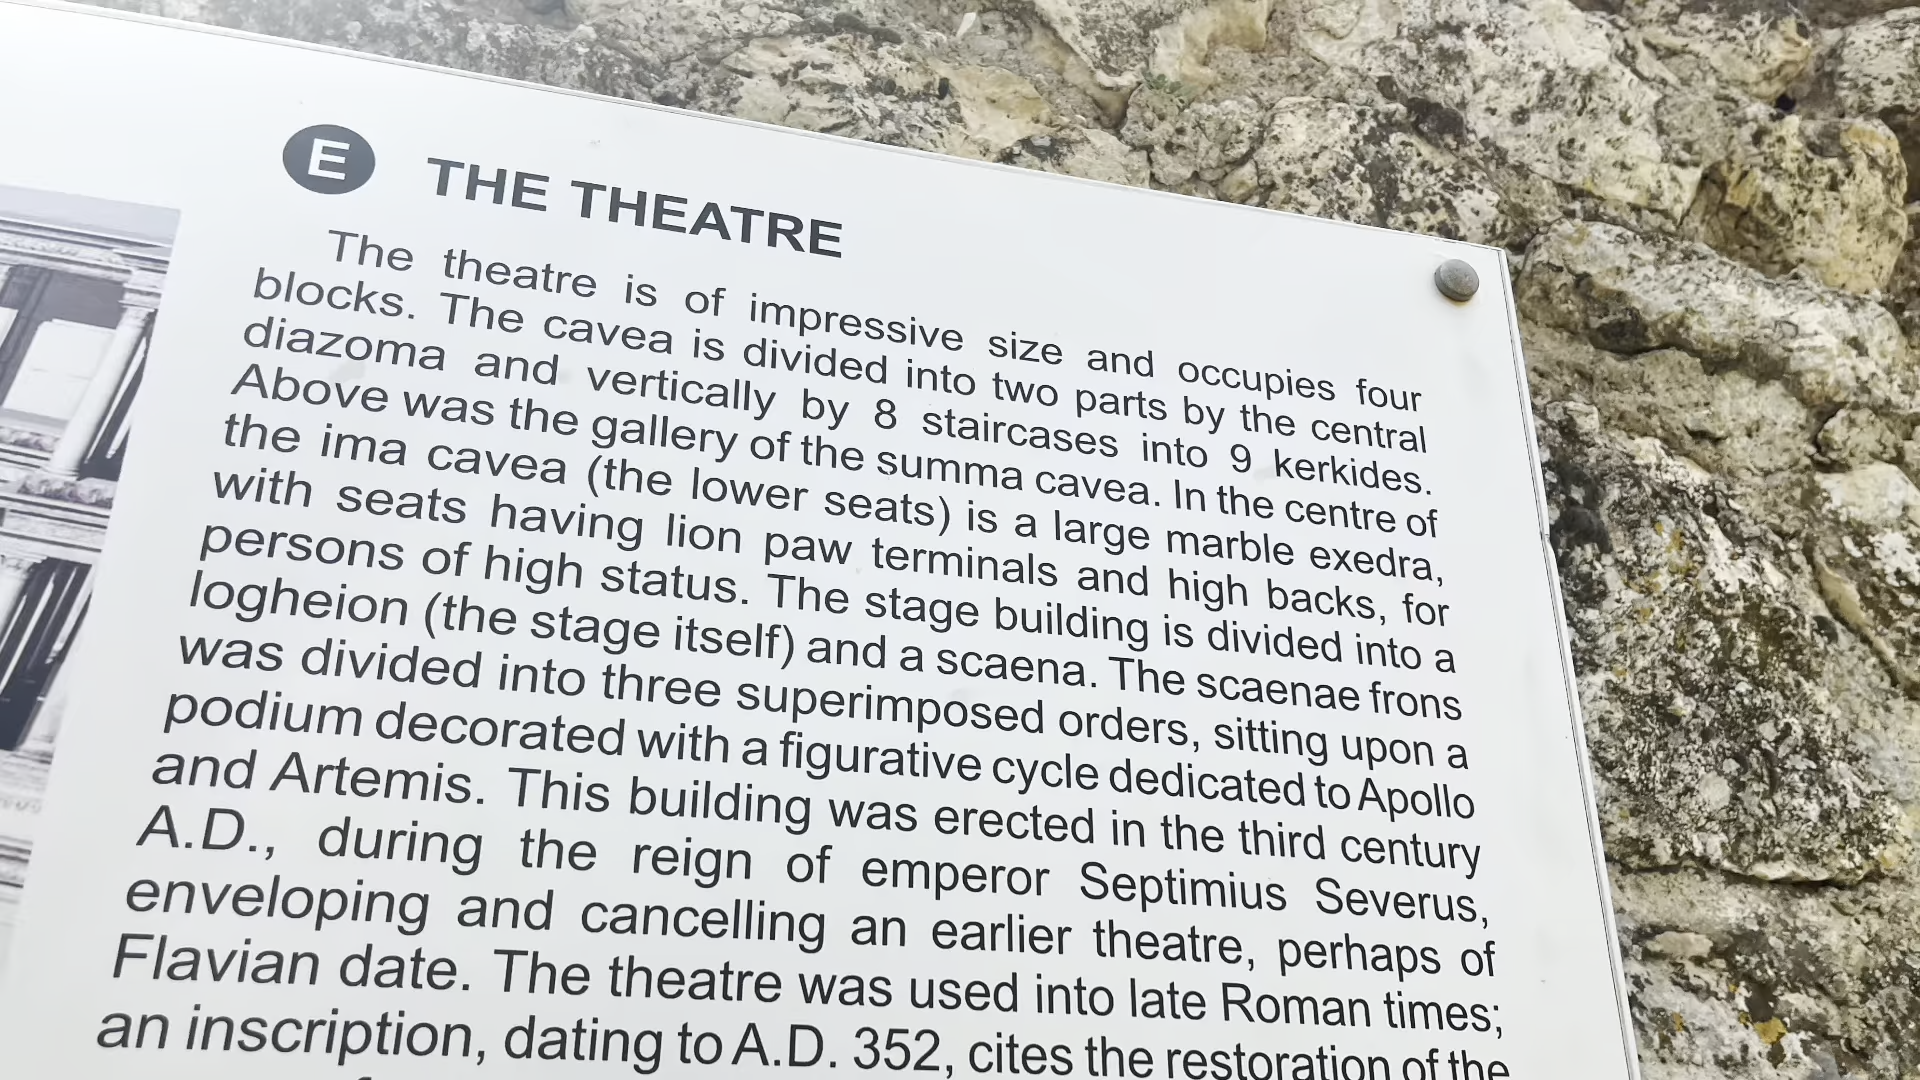 E THE THEATRE
The theatre is of impressive size and occupies four
blocks. The cavea is divided into two parts by the central
diazoma and vertically by 8 staircases into 9 kerkides.
Above was the gallery of the summa cavea. In the centre of
the ima cavea (the lower seats) is a large marble exedra,
with seats having lion paw terminals and high backs, for
persons of high status. The stage building is divided into a
logheion (the stage itself) and a scaena. The scaenae frons
was divided into three superimposed orders, sitting upon a
podium decorated with a figurative cycle dedicated to Apollo
and Artemis. This building was erected in the third century
A.D., during the reign of emperor Septimius Severus,
enveloping and cancelling an earlier theatre, perhaps of
Flavian date. The theatre was used into late Roman times;
an inscription, dating to A.D. 352, cites the restoration of the